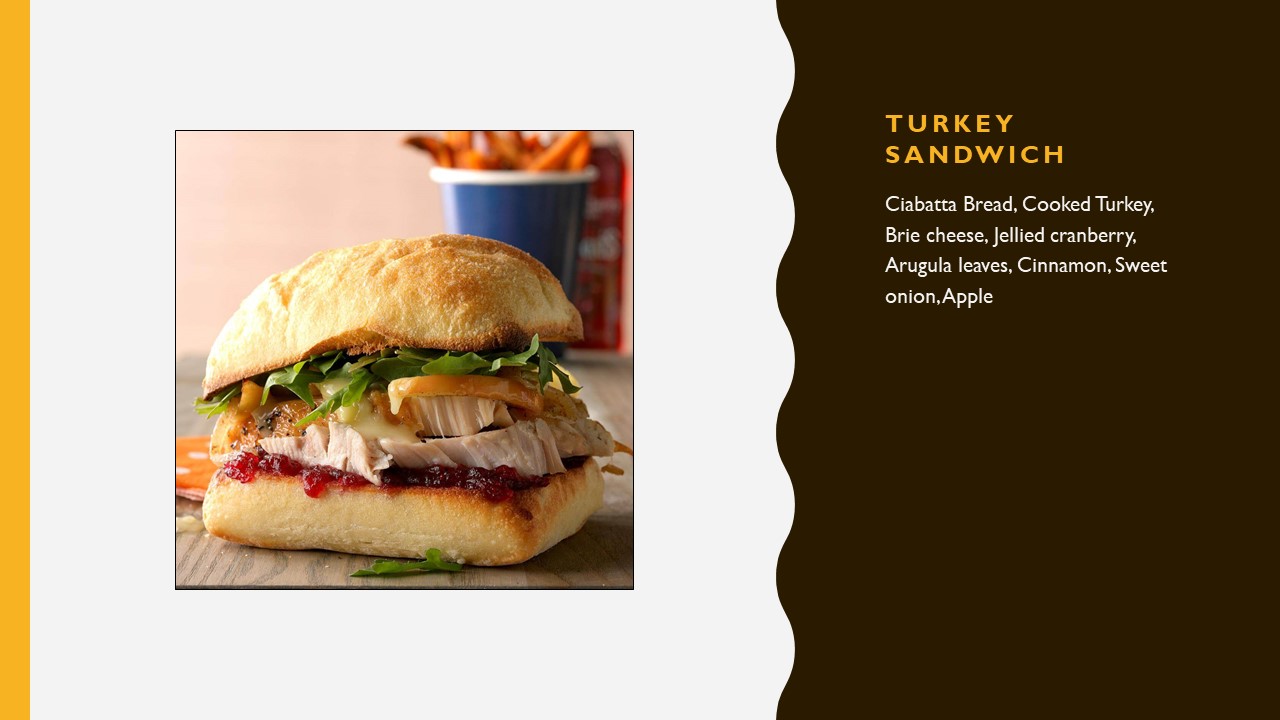 TURKEY
SANDWICH
Ciabatta Bread, Cooked Turkey,
Brie cheese, Jellied cranberry,
Arugula leaves, Cinnamon, Sweet
onion, Apple